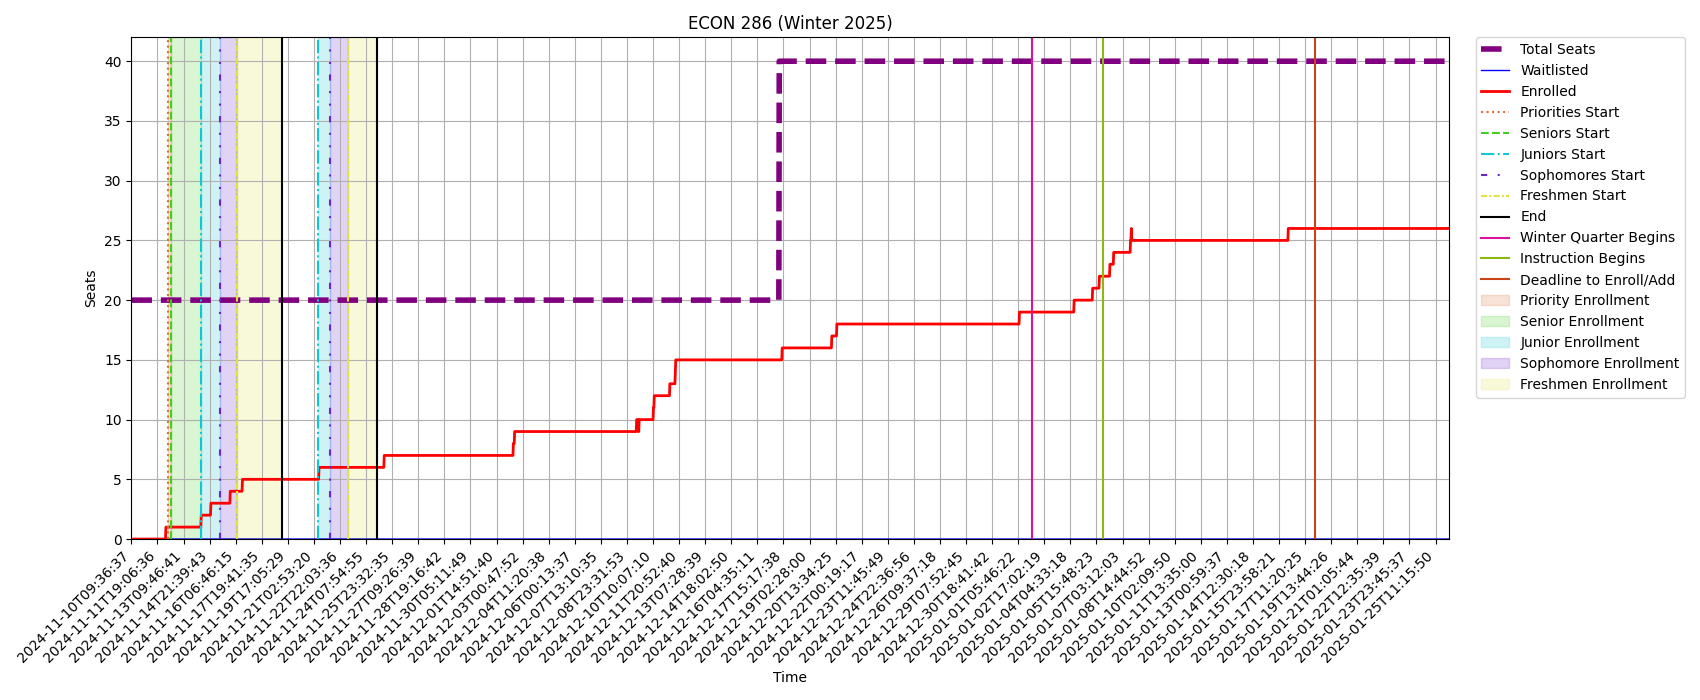 ECON 286 (Winter 2025)
Seats
40
35
30
25
20
15
10
5
0
2024-11-10T09:36:37
2024-11-11T19:06:36
2024-11-13T09:46:41
2024-11-14T21:39:43
2024-11-16T06:46:15
2024-11-17T19:41:35
2024-11-19T17:05:29
2024-11-21T02:53:20
2024-11-22T22:03:36
2024-11-24T07:54:55
2024-11-25T23:32:35
2024-11-27T09:26:39
2024-11-28T19:16:42
2024-11-30T05:11:49
2024-12-01T14:51:40
2024-12-03T00:47:52
2024-12-04T11:20:38
2024-12-06T00:13:37
2024-12-07T13:10:35
2024-12-08T23:31:53
2024-12-10T10:07:10
2024-12-11T20:52:40
2024-12-13T07:28:39
2024-12-14T18:02:50
2024-12-16T04:35:11
2024-12-17T15:17:38
2024-12-19T02:28:00
2024-12-20T13:34:25
2024-12-22T00:19:17
2024-12-23T11:45:49
2024-12-24T22:36:56
2024-12-26T09:37:18
2024-12-29T07:52:45
2024-12-30T18:41:42
2025-01-01T05:46:22
2025-01-02T17:02:19
2025-01-04T04:33:18
2025-01-05T15:48:23
2025-01-07T03:12:03
2025-01-08T14:44:52
2025-01-10T02:09:50
2025-01-11T13:35:00
2025-01-13T00:59:37
2025-01-14T12:30:18
2025-01-15T23:58:21
2025-01-17T11:20:25
2025-01-19T13:44:26
2025-01-21T01:05:44
2025-01-22T12:35:39
2025-01-23T23:45:37
2025-01-25T11:15:50
Time
Total Seats
Waitlisted
Enrolled
Priorities Start
Seniors Start
Juniors Start
Sophomores Start
Freshmen Start
End
Winter Quarter Begins
Instruction Begins
Deadline to Enroll/Add
Priority Enrollment
Senior Enrollment
Junior Enrollment
Sophomore Enrollment
Freshmen Enrollment